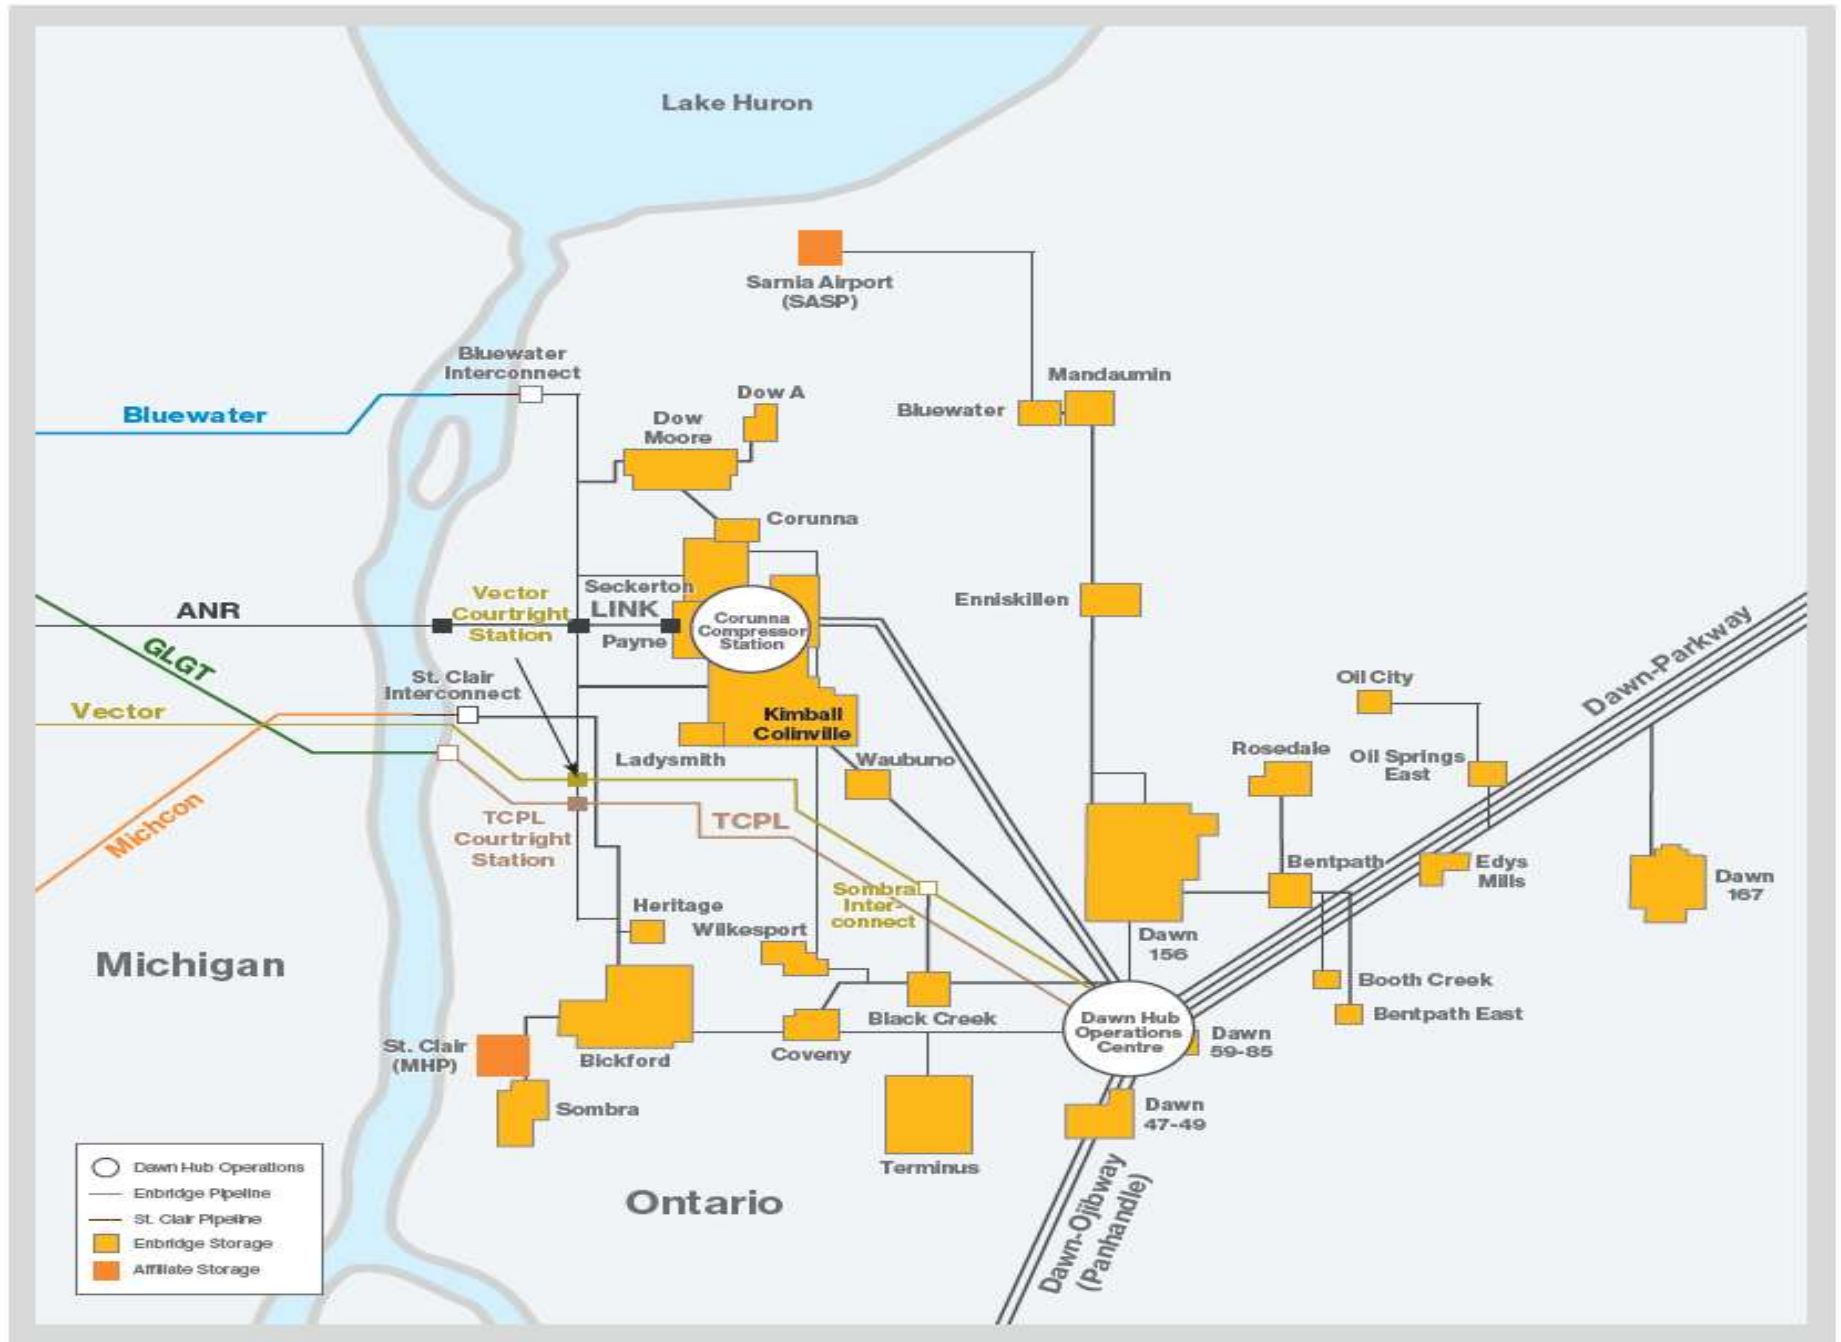 Lake Huron
Sarnia Airport
(SASP)
Bluewater
Interconnect
Bluewater
Dow A
Dow
Moore
Mandaumin
Bluewater
Corunna
Seckerton
LINK
Payne
Vector
Courtright
Station
ANR
GLGT
Corunna
Compressor
Station
Enniskillen
St. Clair
Interconnect
Vector
Kimball
Colinville
Ladysmith
Waubuno
Michcon
TCPL
Courtright
Station
TCPL
Oil City
Rosedale
Oil Springs
East
Dawn-Parkway
Bentpath
Edys
Mills
Dawn
167
Sombra
Inter-
connect
Heritage
Wilkesport
Dawn
156
Michigan
Booth Creek
Bentpath East
Black Creek
Dawn Hub
Operations
Centre
Dawn
59-85
St. Clair
(MHP)
Bickford
Coveny
Sombra
Dawn
47-49
Terminus
Ontario
Dawn-Ojibway
(Panhandle)
Dawn Hub Operations
Enbridge Pipeline
St. Clair Pipeline
Enbridge Storage
Affiliate Storage